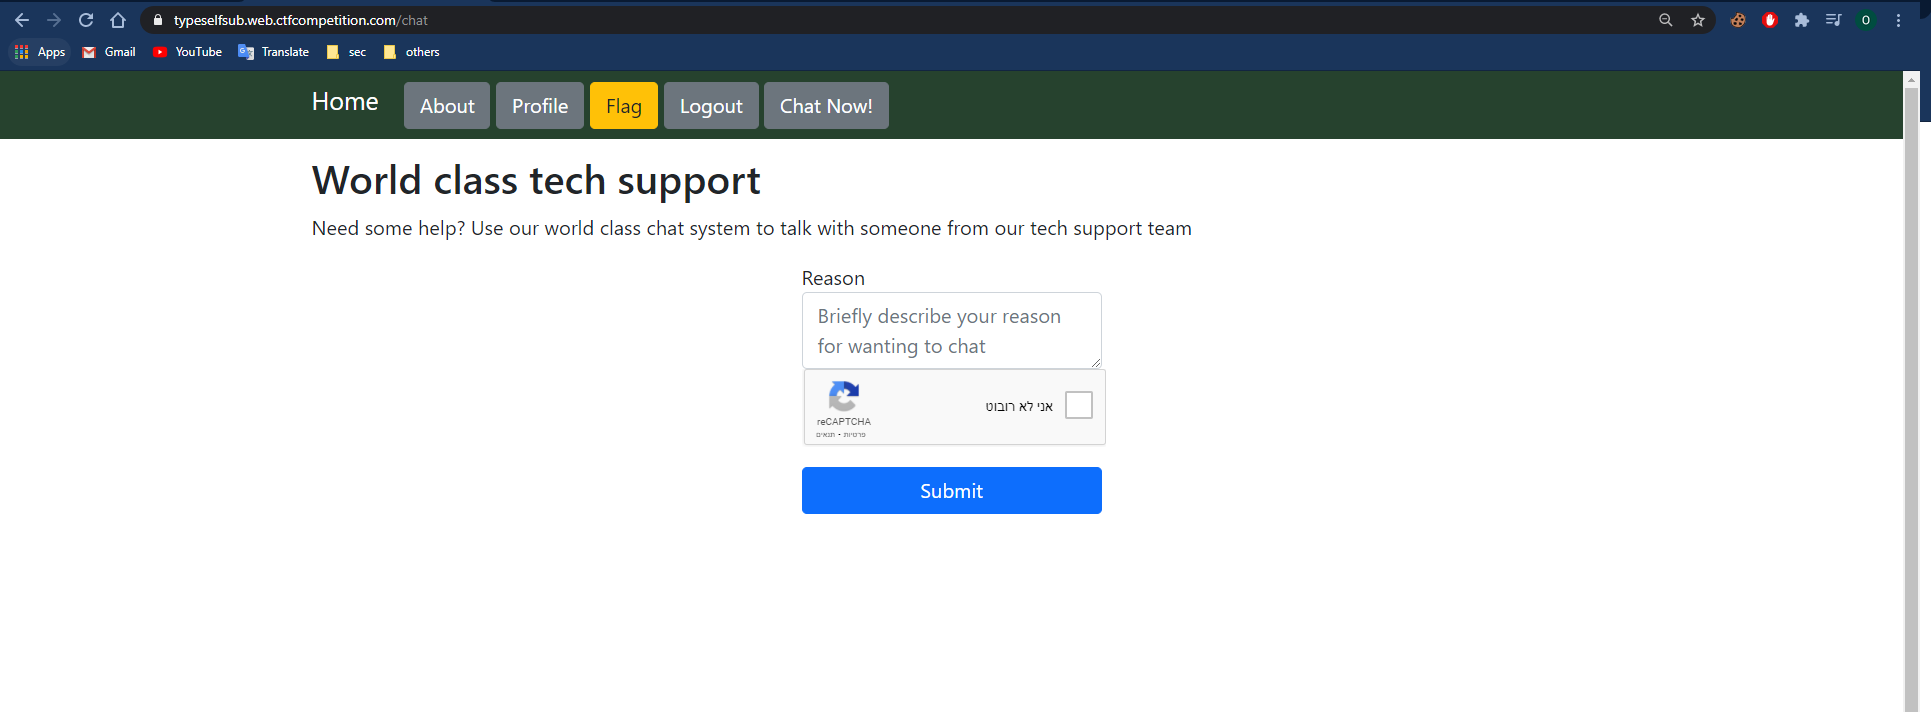 typeselfsub.web.ctfcompetition.com/chat
O
Apps Gmail YouTube Translate sec others
Home About Profile Flag Logout Chat Now!
World class tech support
Need some help? Use our world class chat system to talk with someone from our tech support team
Reason
Briefly describe your reason
for wanting to chat
אני לא רובוט
reCAPTCHA
פרטיות - תנאים
Submit